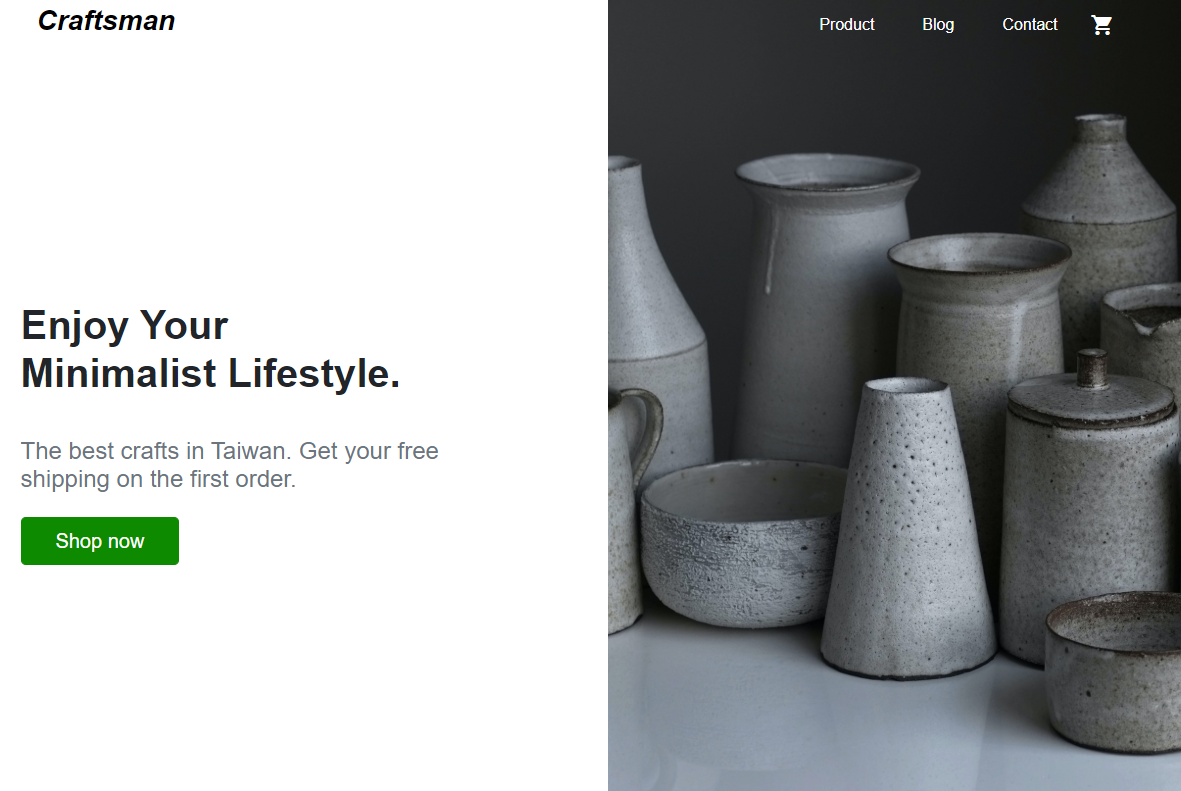 Craftsman
Product
Blog
Contact
Enjoy Your
Minimalist Lifestyle.
The best crafts in Taiwan. Get your free
shipping on the first order.
Shop now